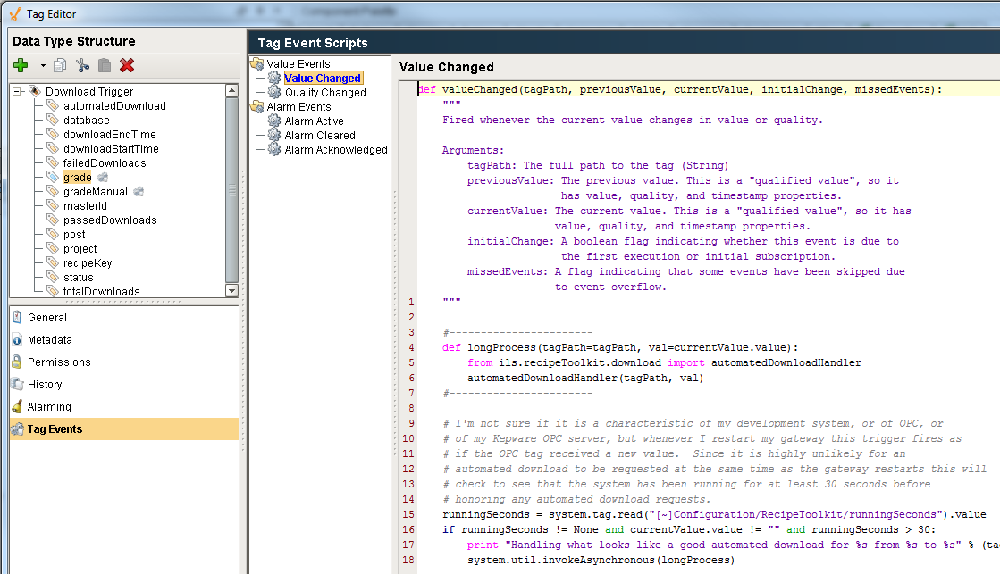 Tag Editor
Data Type Structure
Download Trigger
automatedDownload
database
downloadEndTime
downloadStartTime
failedDownloads
grade
gradeManual
masterId
passedDownloads
post
project
recipeKey
status
totalDownloads
General
Metadata
Permissions
History
Alarming
Tag Events
Tag Event Scripts
Value Events
Value Changed
Quality Changed
Alarm Events
Alarm Active
Alarm Cleared
Alarm Acknowledged
Value Changed
def valueChanged(tagPath, previousValue, currentValue, initialChange, missedEvents):
"""
Fired whenever the current value changes in value or quality.
Arguments:
tagPath: The full path to the tag (String)
previousValue: The previous value. This is a "qualified value", so it
has value, quality, and timestamp properties.
currentValue: The current value. This is a "qualified value", so it has
value, quality, and timestamp properties.
initialChange: A boolean flag indicating whether this event is due to
the first execution or initial subscription.
missedEvents: A flag indicating that some events have been skipped due
to event overflow.
1 """
2
3 #-----------------------
4 def longProcess(tagPath=tagPath, val=currentValue.value):
5 from ils.recipeToolkit.download import automatedDownloadHandler
6 automatedDownloadHandler(tagPath, val)
7 #-----------------------
8
9 # I'm not sure if it is a characteristic of my development system, or of OPC, or
10 # of my Kepware OPC server, but whenever I restart my gateway this trigger fires as
11 # if the OPC tag received a new value.  Since it is highly unlikely for an
12 # automated download to be requested at the same time as the gateway restarts this will
13 # check to see that the system has been running for at least 30 seconds before
14 # honoring any automated download requests.
15 runningSeconds = system.tag.read("[~]Configuration/RecipeToolkit/runningSeconds").value
16 if runningSeconds != None and currentValue.value != "" and runningSeconds > 30:
17 print "Handling what looks like a good automated download for %s from %s to %s" % (ta
18 system.util.invokeAsynchronous(longProcess)